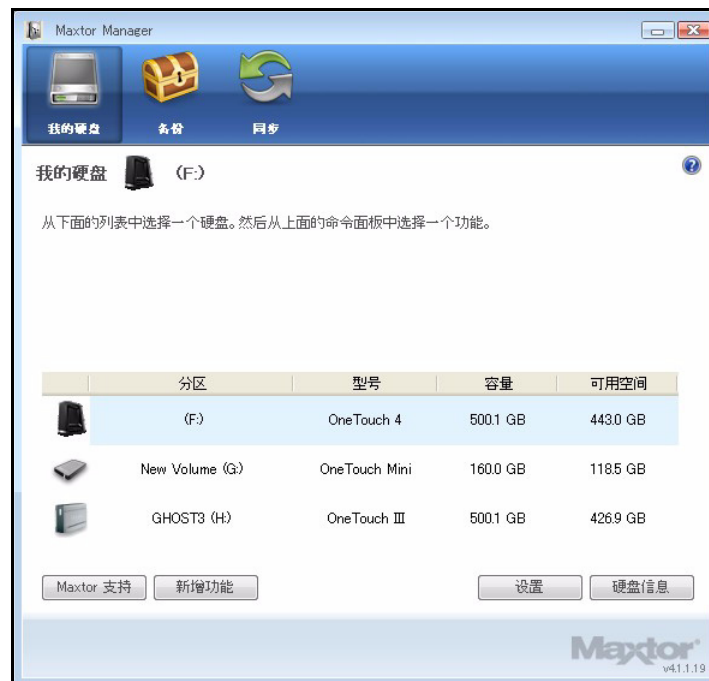 Maxtor Manager
我的硬盘 备份 同步
我的硬盘 (F:)
从下面的列表中选择一个硬盘。然后从上面的命令面板中选择一个功能。
分区 型号 容量 可用空间
(F:) OneTouch 4 500.1 GB 443.0 GB
New Volume (G:) OneTouch Mini 160.0 GB 118.5 GB
GHOST3 (H:) OneTouch III 500.1 GB 426.9 GB
Maxtor 支持 新增功能 设置 硬盘信息
Maxtor
v4.1.1.19